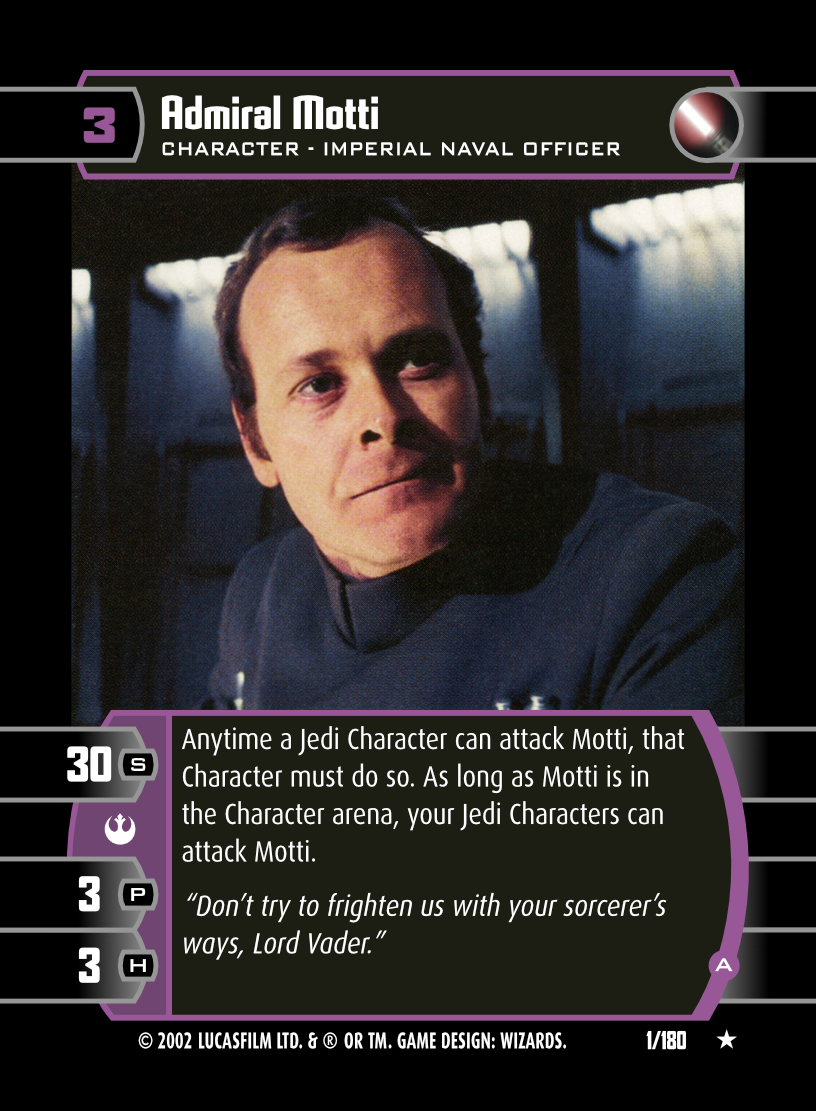 3
Admiral Motti
CHARACTER - IMPERIAL NAVAL OFFICER
30 S
3 P
3 H
Anytime a Jedi Character can attack Motti, that
Character must do so. As long as Motti is in
the Character arena, your Jedi Characters can
attack Motti.
“Don’t try to frighten us with your sorcerer’s
ways, Lord Vader.”
A
© 2002 LUCASFILM LTD. & ® OR TM. GAME DESIGN: WIZARDS.
1/180 ★